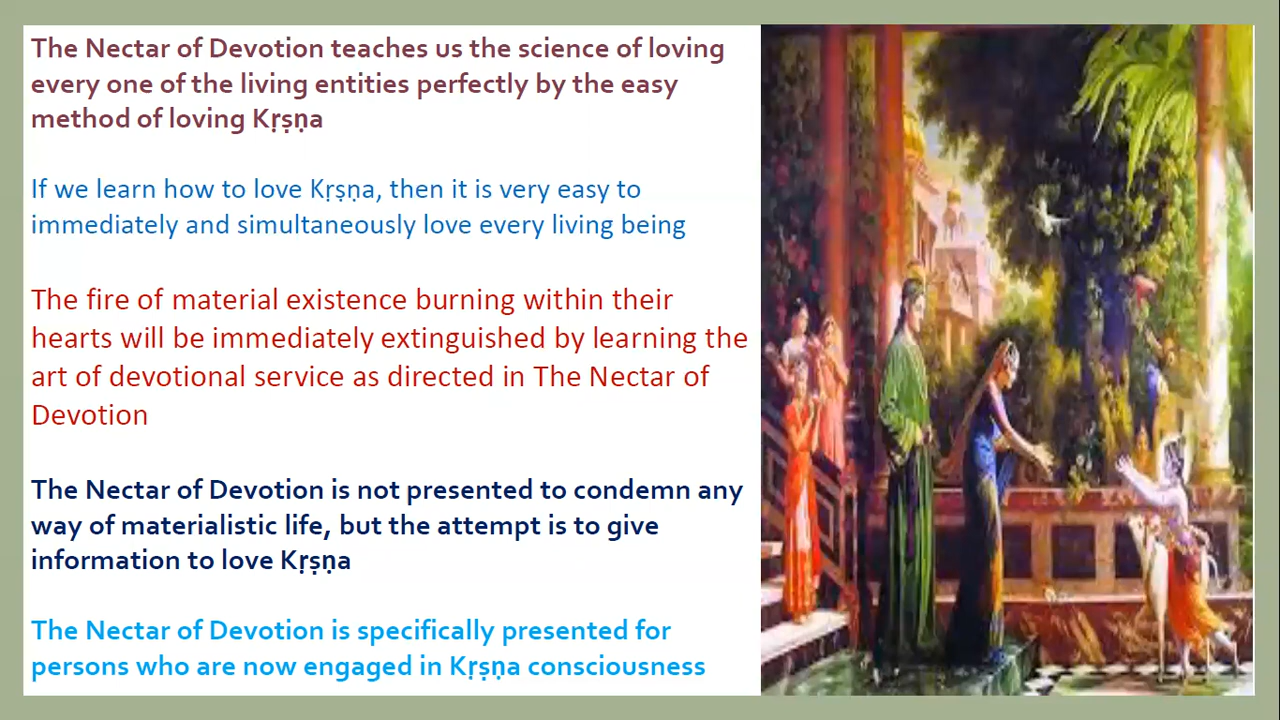 The Nectar of Devotion teaches us the science of loving
every one of the living entities perfectly by the easy
method of loving Kṛṣṇa
If we learn how to love Kṛṣṇa, then it is very easy to
immediately and simultaneously love every living being
The fire of material existence burning within their
hearts will be immediately extinguished by learning the
art of devotional service as directed in The Nectar of
Devotion
The Nectar of Devotion is not presented to condemn any
way of materialistic life, but the attempt is to give
information to love Kṛṣṇa
The Nectar of Devotion is specifically presented for
persons who are now engaged in Kṛṣṇa consciousness